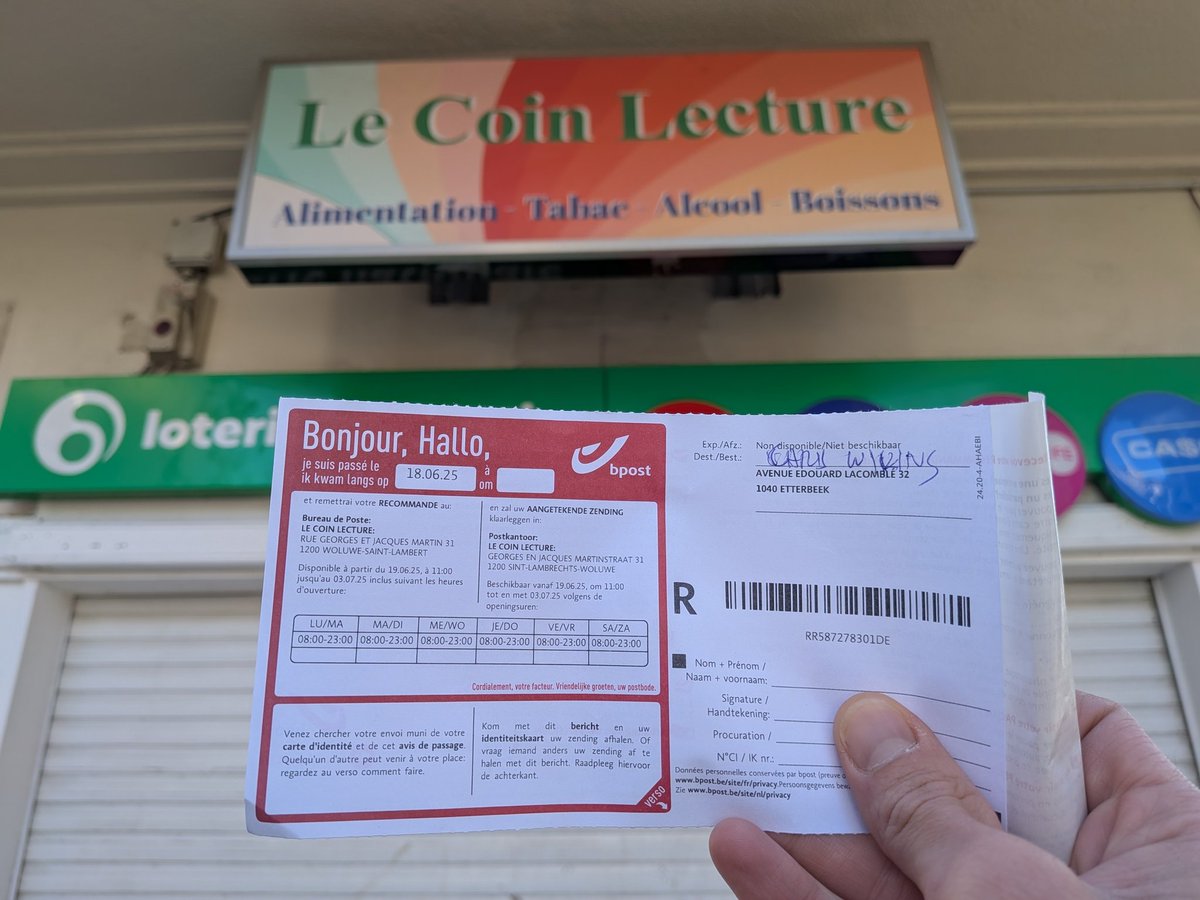 Le Coin Lecture
Alimentation - Tabac - Alcool - Boissons
loteri
CAS
Bonjour, Hallo,
je suis passé le
ik kwam langs op
18.06.25
à
om
bpost
et remettrai votre RECOMMANDE au:
Bureau de Poste:
LE COIN LECTURE:
RUE GEORGES ET JACQUES MARTIN 31
1200 WOLUWE-SAINT-LAMBERT
Disponible à partir du 19.06.25, à 11:00
jusqu'au 03.07.25 inclus suivant les heures
d'ouverture:
en zal uw AANGETEKENDE ZENDING
klaarleggen in:
Postkantoor:
LE COIN LECTURE:
GEORGES EN JACQUES MARTINSTRAAT 31
1200 SINT-LAMBRECHTS-WOLUWE
Beschikbaar vanaf 19.06.25, om 11:00
tot en met 03.07.25 volgens de
openingsuren:
LU/MA MA/DI ME/WO JE/DO VE/VR SA/ZA
08:00-23:00 08:00-23:00 08:00-23:00 08:00-23:00 08:00-23:00 08:00-23:00
Cordialement, votre facteur. Vriendelijke groeten, uw postbode.
Venez chercher votre envoi muni de votre
carte d'identité et de cet avis de passage.
Quelqu'un d'autre peut venir à votre place:
regardez au verso comment faire.
Kom met dit bericht en uw
identiteitskaart uw zending afhalen. Of
vraag iemand anders uw zending af te
halen met dit bericht. Raadpleeg hiervoor
de achterkant.
verso
Exp./Afz.: Non disponible/Niet beschikbaar
Dest./Best.:
AVENUE EDOUARD LACOMBLE 32
1040 ETTERBEEK
24.20-4-AHAEBI
R
RR587278301DE
Nom + Prénom /
Naam + voornaam:
Signature /
Handtekening:
Procuration /
N°CI / IK nr.:
Données personnelles conservées par bpost (preuve
www.bpost.be/site/fr/privacy.Persoonsgegevens
Zie www.bpost.be/site/nl/privacy